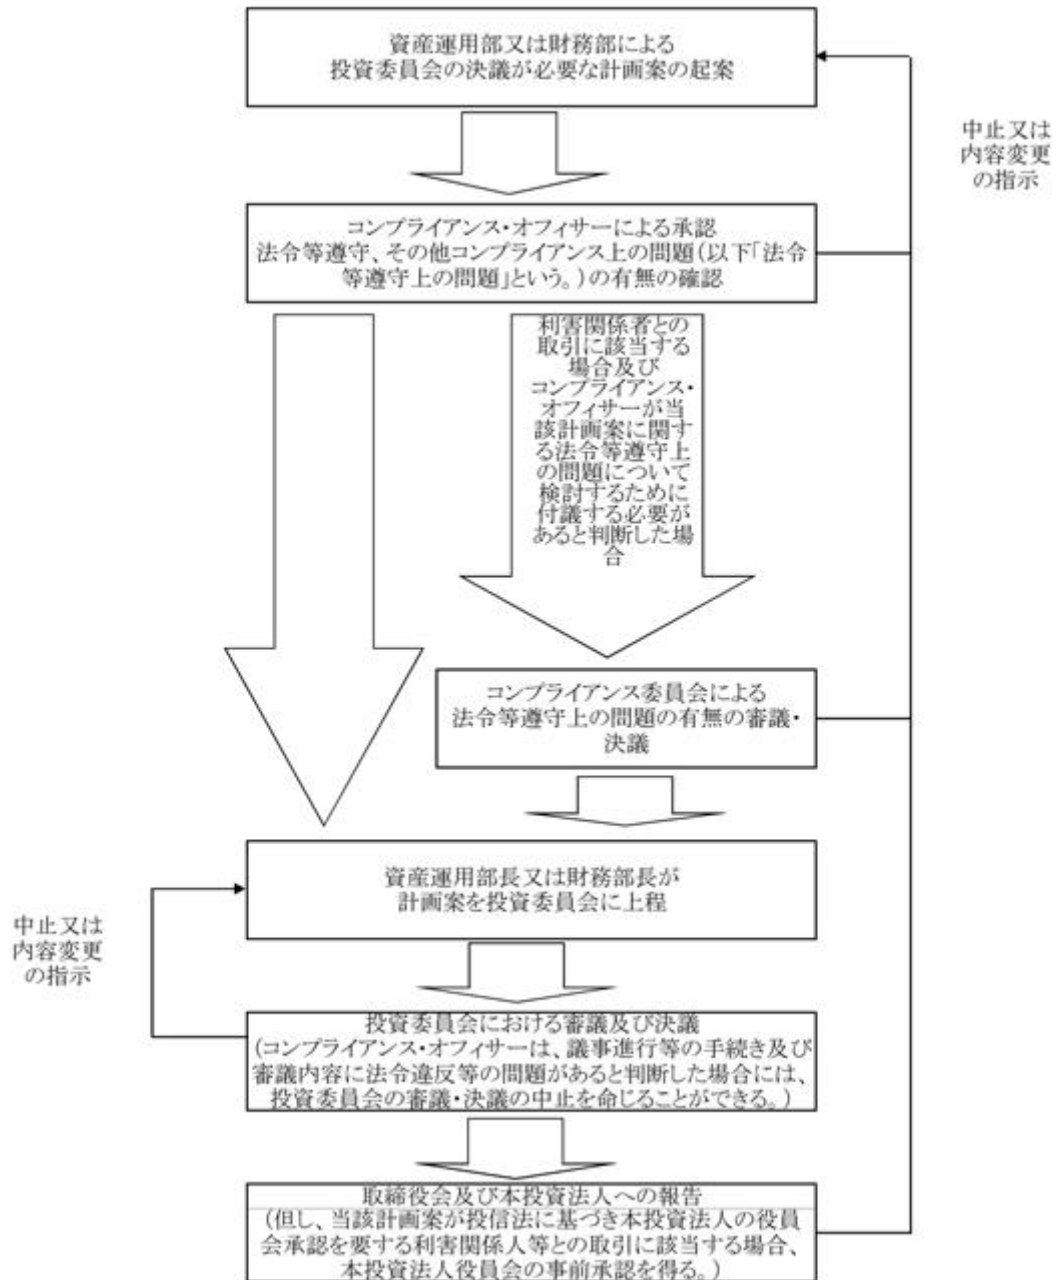 資産運用部又は財務部による
投資委員会の決議が必要な計画案の起案
中止又は
内容変更
の指示
コンプライアンス・オフィサーによる承認
法令等遵守、その他コンプライアンス上の問題(以下「法令
等遵守上の問題」という。)の有無の確認
利害関係者との
取引に該当する
場合及び
コンプライアンス・
オフィサーが当
該計画案に関す
る法令等遵守上
の問題について
検討するために
付議する必要が
あると判断した場
合
コンプライアンス委員会による
法令等遵守上の問題の有無の審議・
決議
資産運用部長又は財務部長が
計画案を投資委員会に上程
中止又は
内容変更
の指示
投資委員会における審議及び決議
(コンプライアンス・オフィサーは、議事進行等の手続き及び
審議内容に法令違反等の問題があると判断した場合には、
投資委員会の審議・決議の中止を命じることができる。)
取締役会及び本投資法人への報告
(但し、当該計画案が投信法に基づき本投資法人の役員
会承認を要する利害関係人等との取引に該当する場合、
本投資法人役員会の事前承認を得る。)